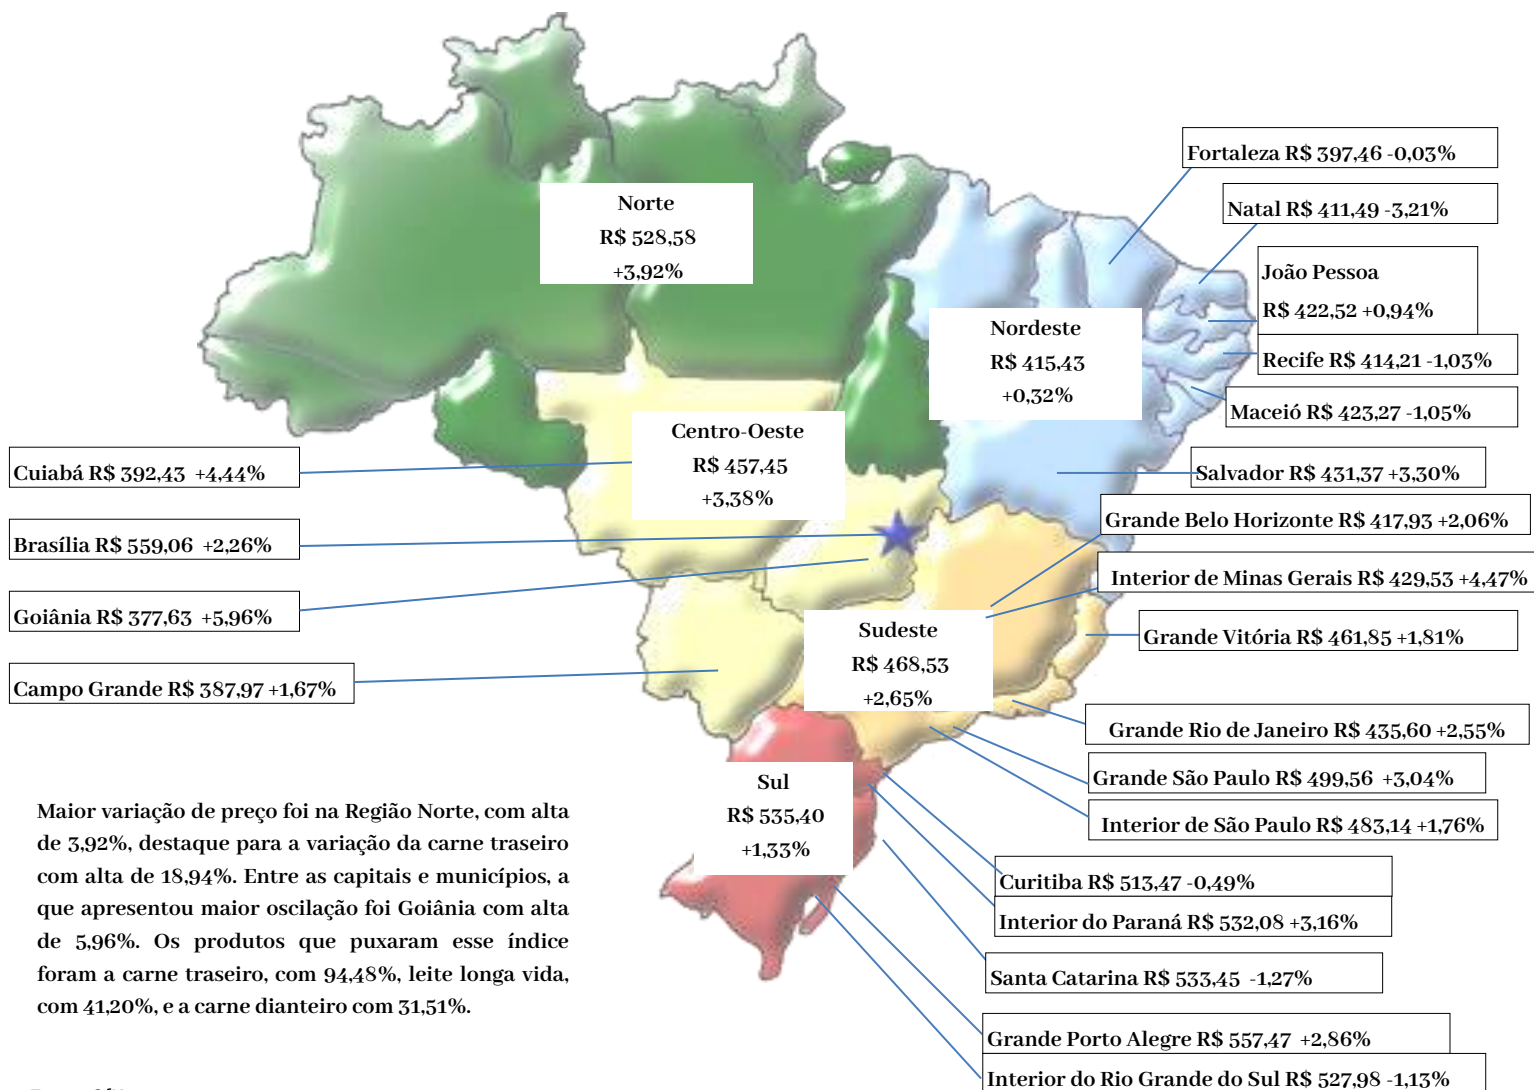 Fortaleza R$ 397,46 -0,03%
Natal R$ 411,49 -3,21%
João Pessoa
R$ 422,52 +0,94%
Recife R$ 414,21 -1,03%
Maceió R$ 423,27 -1,05%
Salvador R$ 431,37 +3,30%
Norte
R$ 528,58
+3,92%
Nordeste
R$ 415,43
+0,32%
Centro-Oeste
R$ 457,45
+3,38%
Cuiabá R$ 392,43 +4,44%
Brasília R$ 559,06 +2,26%
Goiânia R$ 377,63 +5,96%
Campo Grande R$ 387,97 +1,67%
Grande Belo Horizonte R$ 417,93 +2,06%
Interior de Minas Gerais R$ 429,53 +4,47%
Grande Vitória R$ 461,85 +1,81%
Sudeste
R$ 468,53
+2,65%
Grande Rio de Janeiro R$ 435,60 +2,55%
Grande São Paulo R$ 499,56 +3,04%
Interior de São Paulo R$ 483,14 +1,76%
Sul
R$ 535,40
+1,33%
Curitiba R$ 513,47 -0,49%
Interior do Paraná R$ 532,08 +3,16%
Santa Catarina R$ 533,45 -1,27%
Grande Porto Alegre R$ 557,47 +2,86%
Interior do Rio Grande do Sul R$ 527,98 -1,13%
Maior variação de preço foi na Região Norte, com alta
de 3,92%, destaque para a variação da carne traseiro
com alta de 18,94%. Entre as capitais e municípios, a
que apresentou maior oscilação foi Goiânia com alta
de 5,96%. Os produtos que puxaram esse índice
foram a carne traseiro, com 94,48%, leite longa vida,
com 41,20%, e a carne dianteiro com 31,51%.